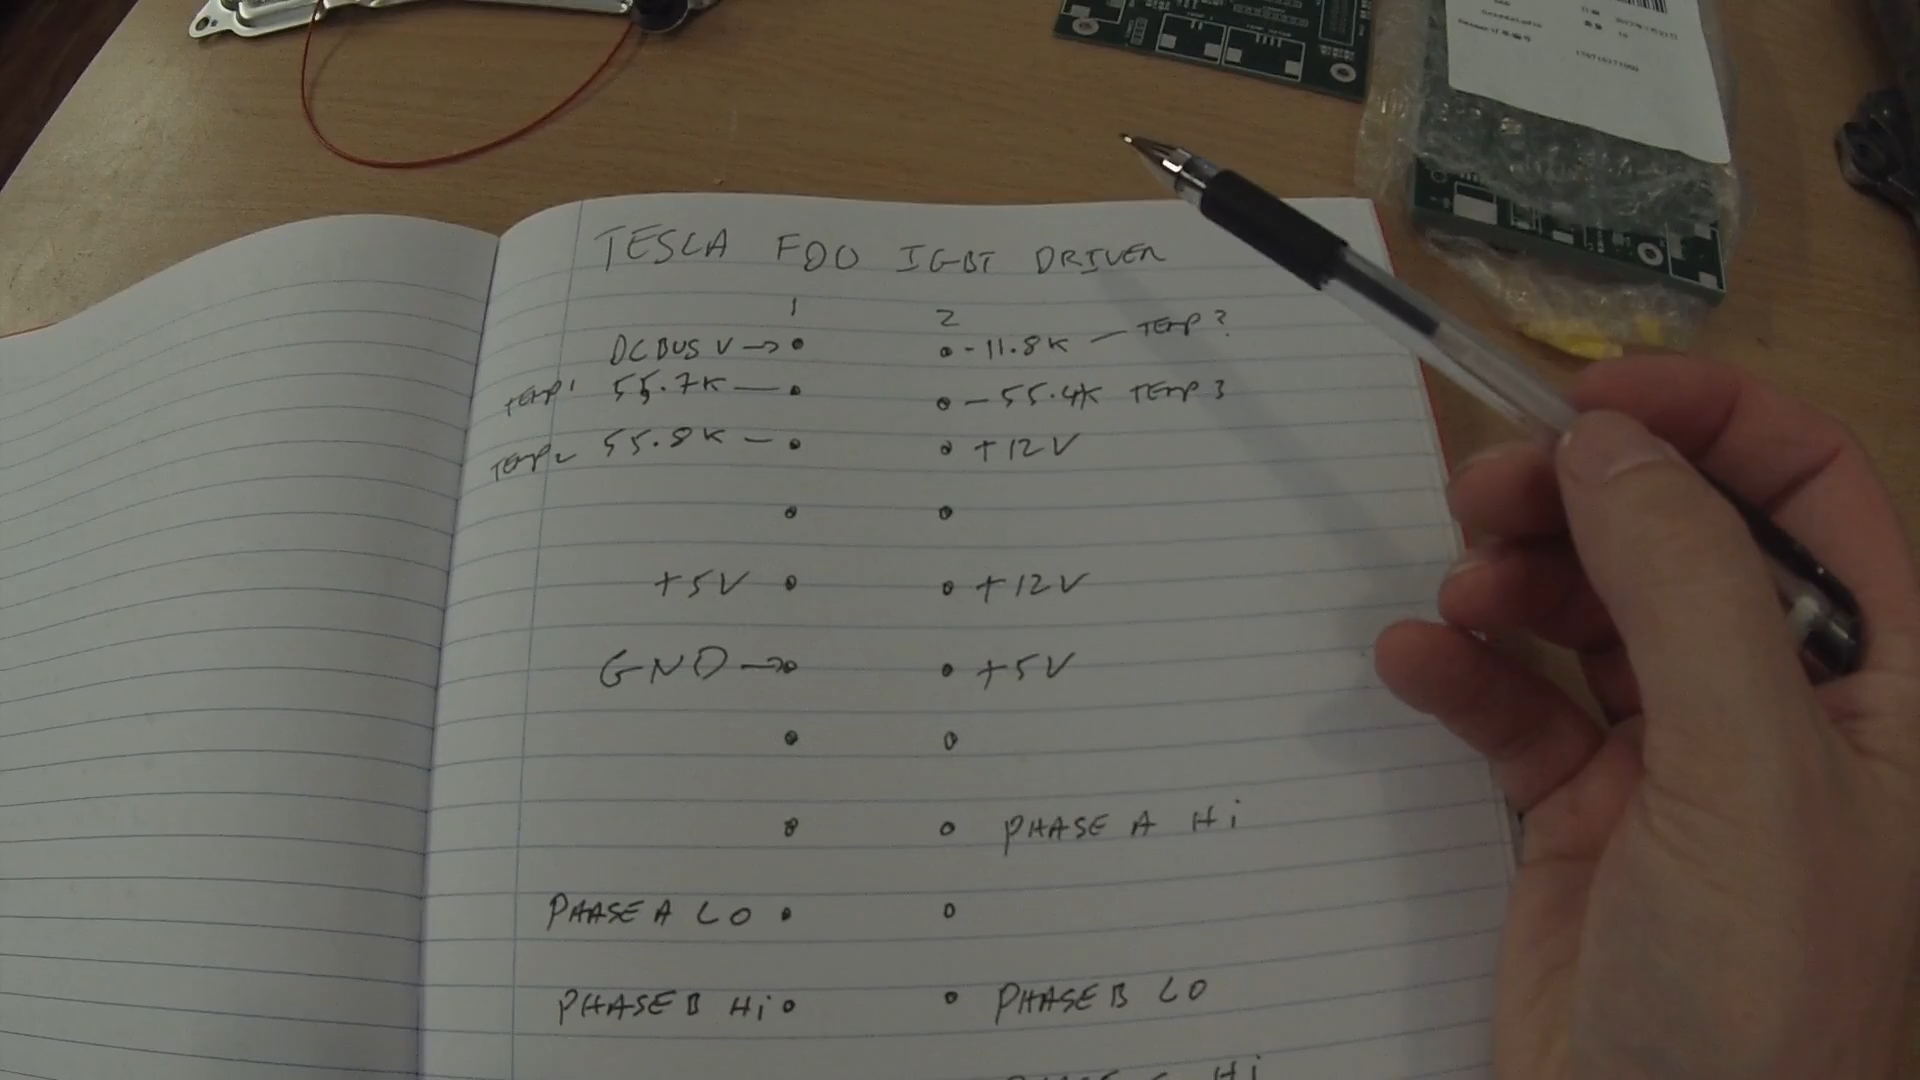 TESLA FDU IGBT DRIVER
1 2
DCBUS V → -11.8K — TEMP ?
TEMP1 55.7K — -55.4K TEMP 3
TEMP2 55.8K - +12V
+5V +12V
GND → +5V
PHASE A Hi
PHASE A LO
PHASE B Hi PHASE B LO
Hi